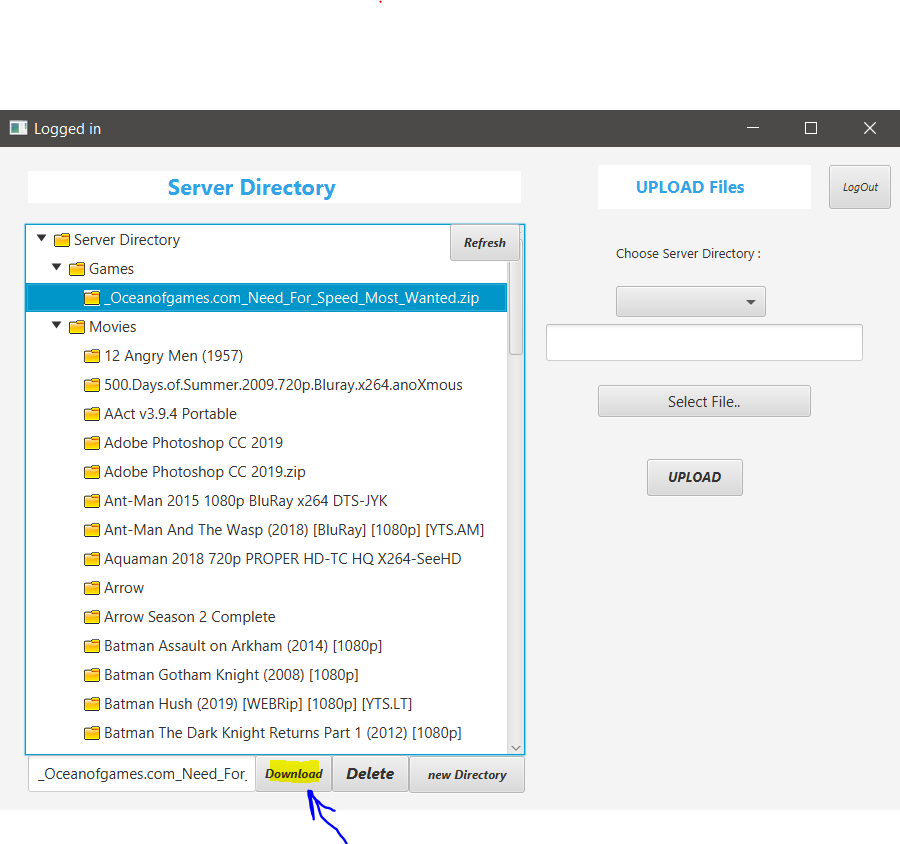 Logged in
Server Directory
UPLOAD Files
LogOut
Server Directory
Refresh
Games
_Oceanofgames.com_Need_For_Speed_Most_Wanted.zip
Movies
12 Angry Men (1957)
500.Days.of.Summer.2009.720p.Bluray.x264.anoXmous
AAct v3.9.4 Portable
Adobe Photoshop CC 2019
Adobe Photoshop CC 2019.zip
Ant-Man 2015 1080p BluRay x264 DTS-JYK
Ant-Man And The Wasp (2018) [BluRay] [1080p] [YTS.AM]
Aquaman 2018 720p PROPER HD-TC HQ X264-SeeHD
Arrow
Arrow Season 2 Complete
Batman Assault on Arkham (2014) [1080p]
Batman Gotham Knight (2008) [1080p]
Batman Hush (2019) [WEBRip] [1080p] [YTS.LT]
Batman The Dark Knight Returns Part 1 (2012) [1080p]
_Oceanofgames.com_Need_For_
Download
Delete
new Directory
Choose Server Directory :
Select File..
UPLOAD